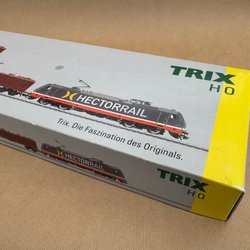 TRIX
H0
HECTORRAIL
Trix. Die Faszination des Originals.
HECTORRAIL
TRIX
H0